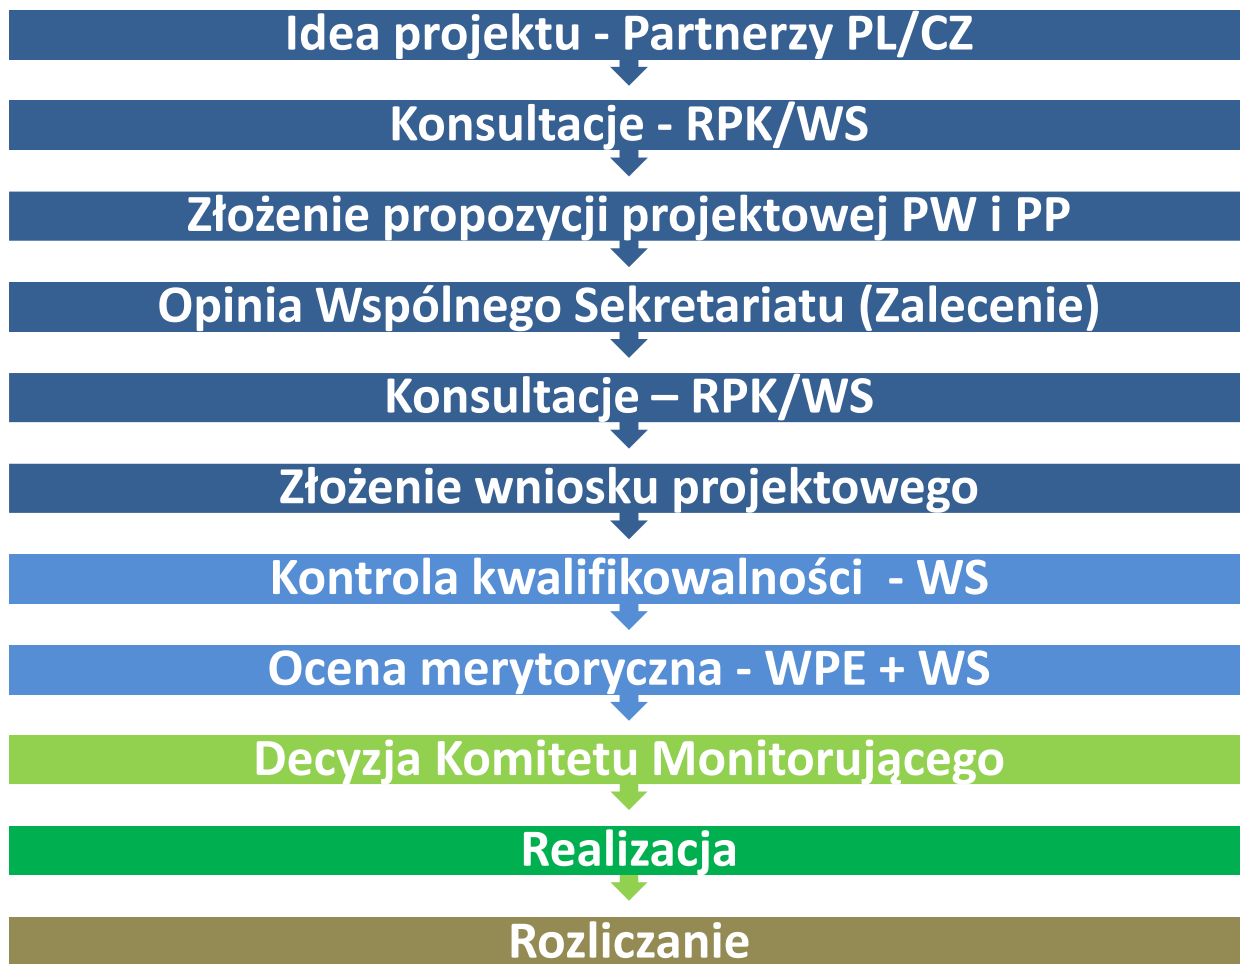 Idea projektu - Partnerzy PL/CZ
Konsultacje - RPK/WS
Złożenie propozycji projektowej PW i PP
Opinia Wspólnego Sekretariatu (Zalecenie)
Konsultacje – RPK/WS
Złożenie wniosku projektowego
Kontrola kwalifikowalności  - WS
Ocena merytoryczna - WPE + WS
Decyzja Komitetu Monitorującego
Realizacja
Rozliczanie